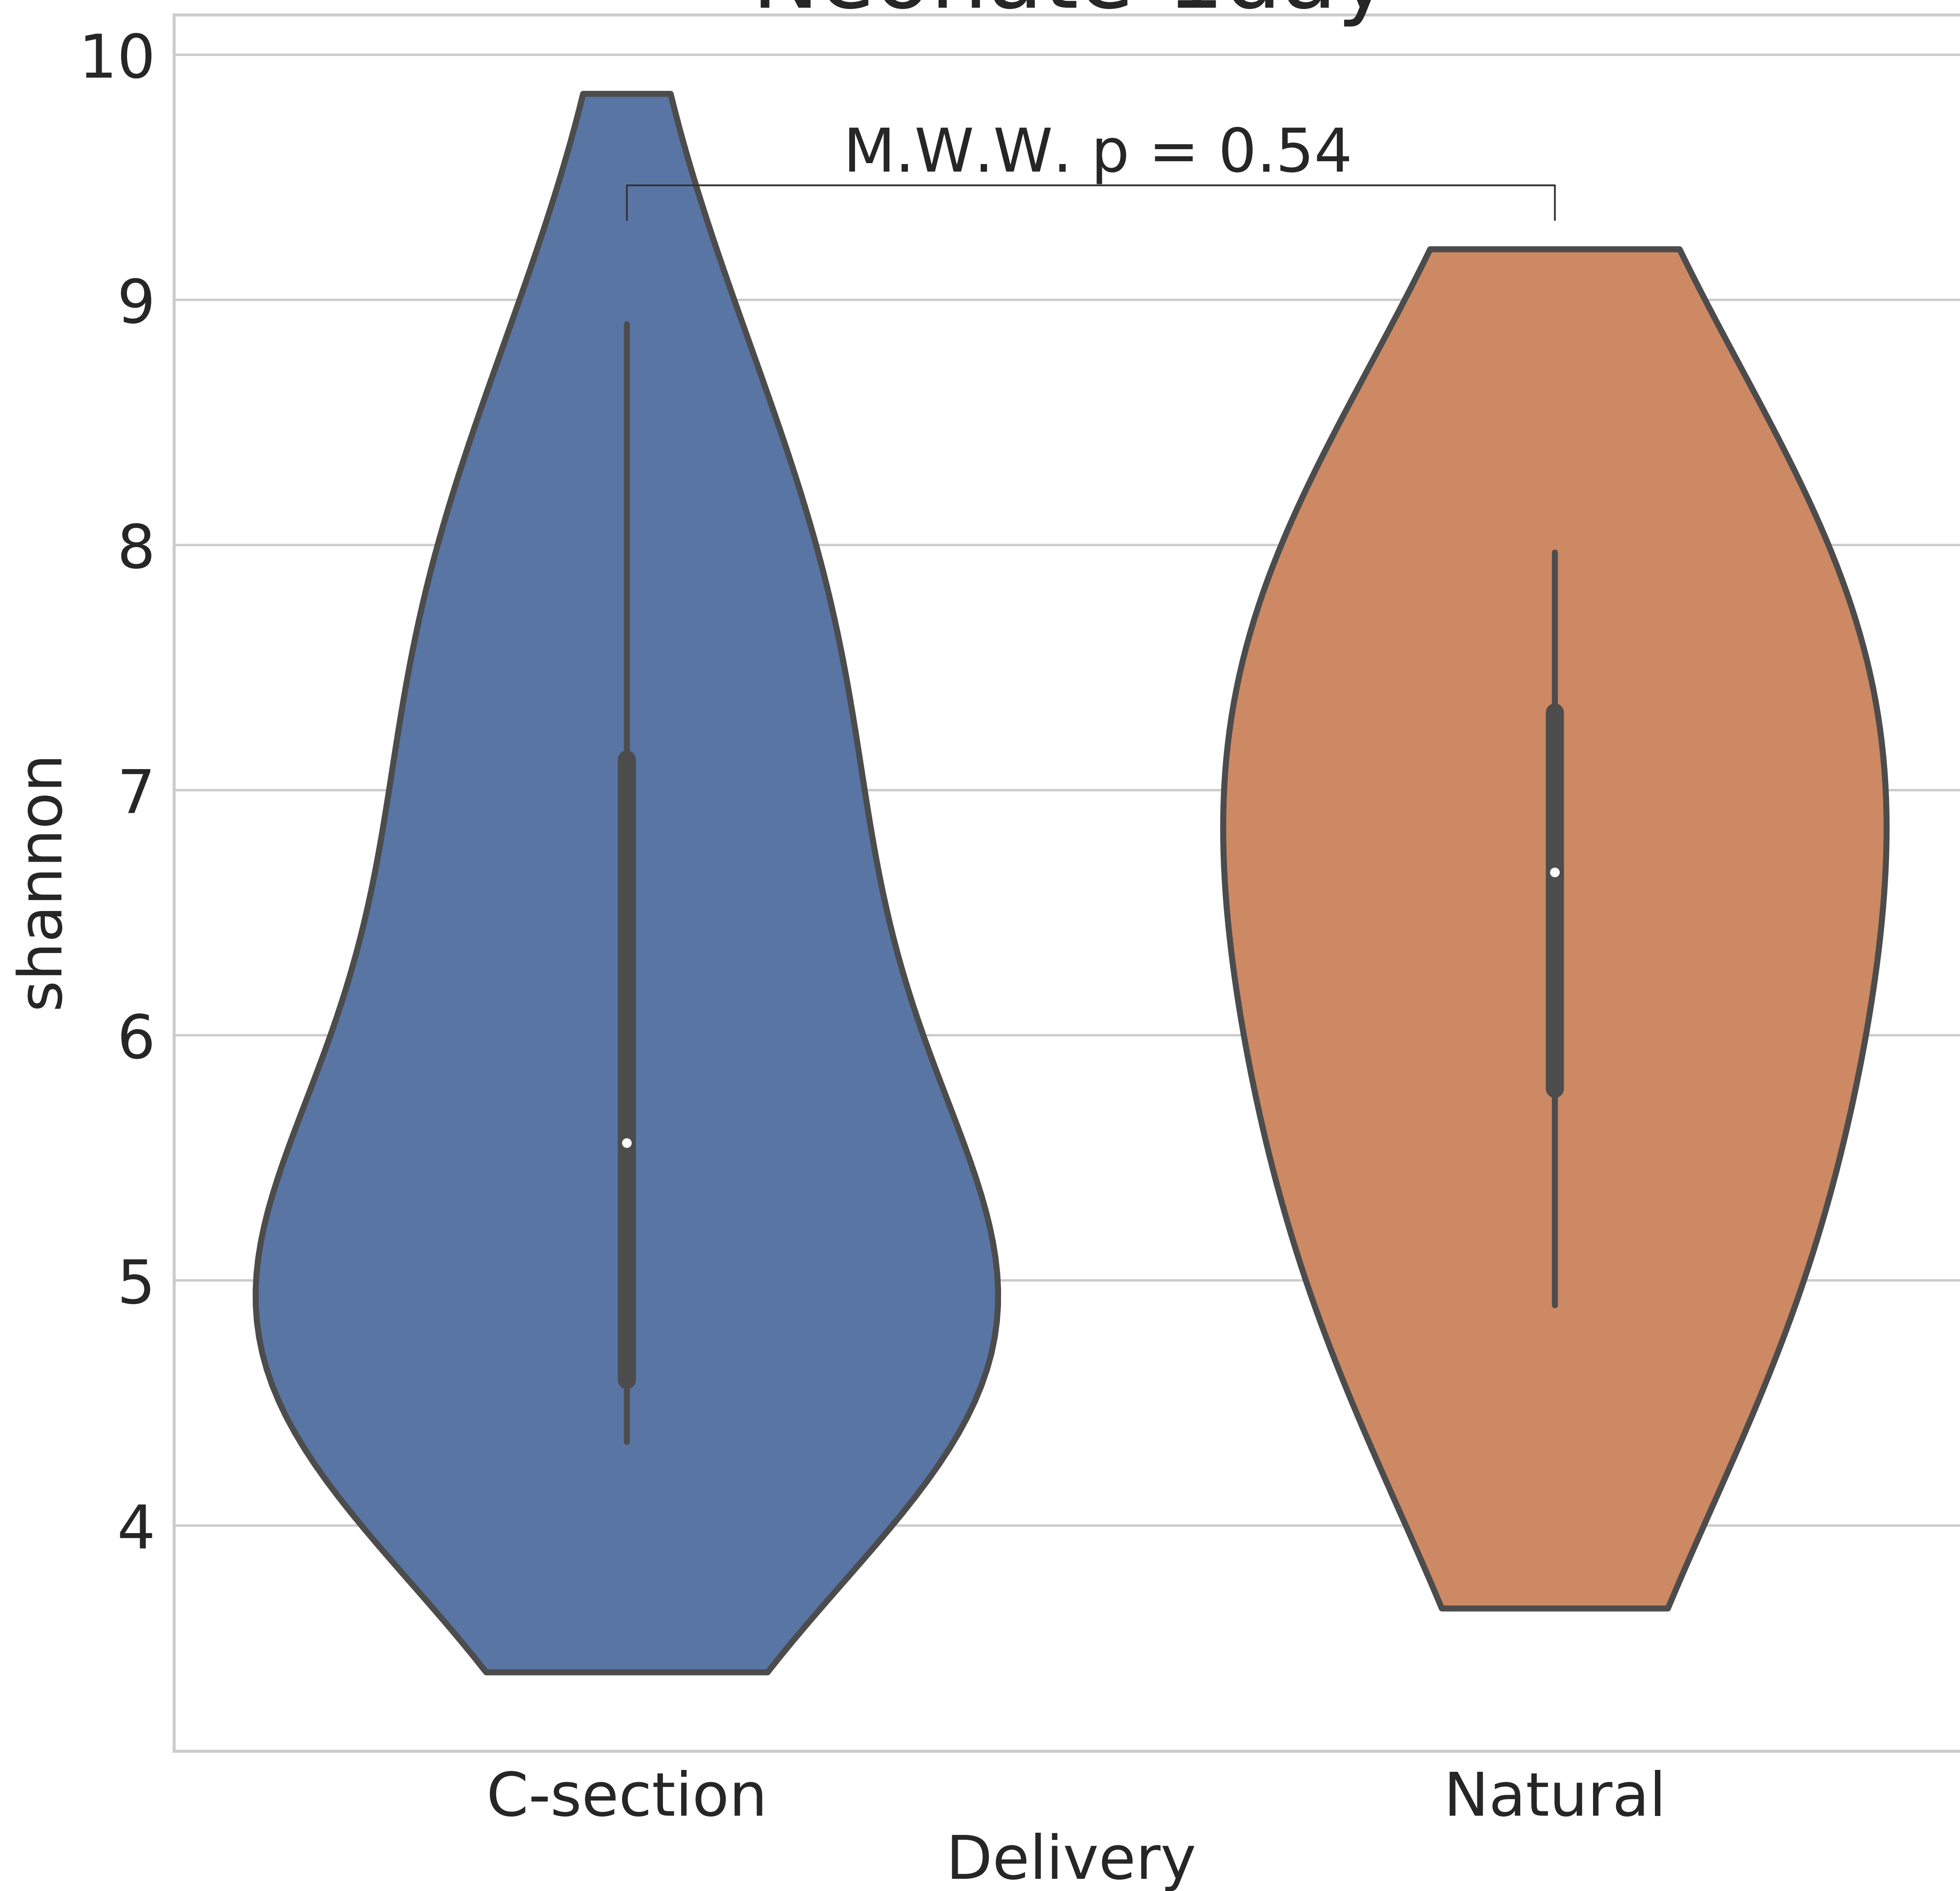 10
M.W.W. p = 0.54
9
8
7
shannon
6
5
4
C-section Natural
Delivery